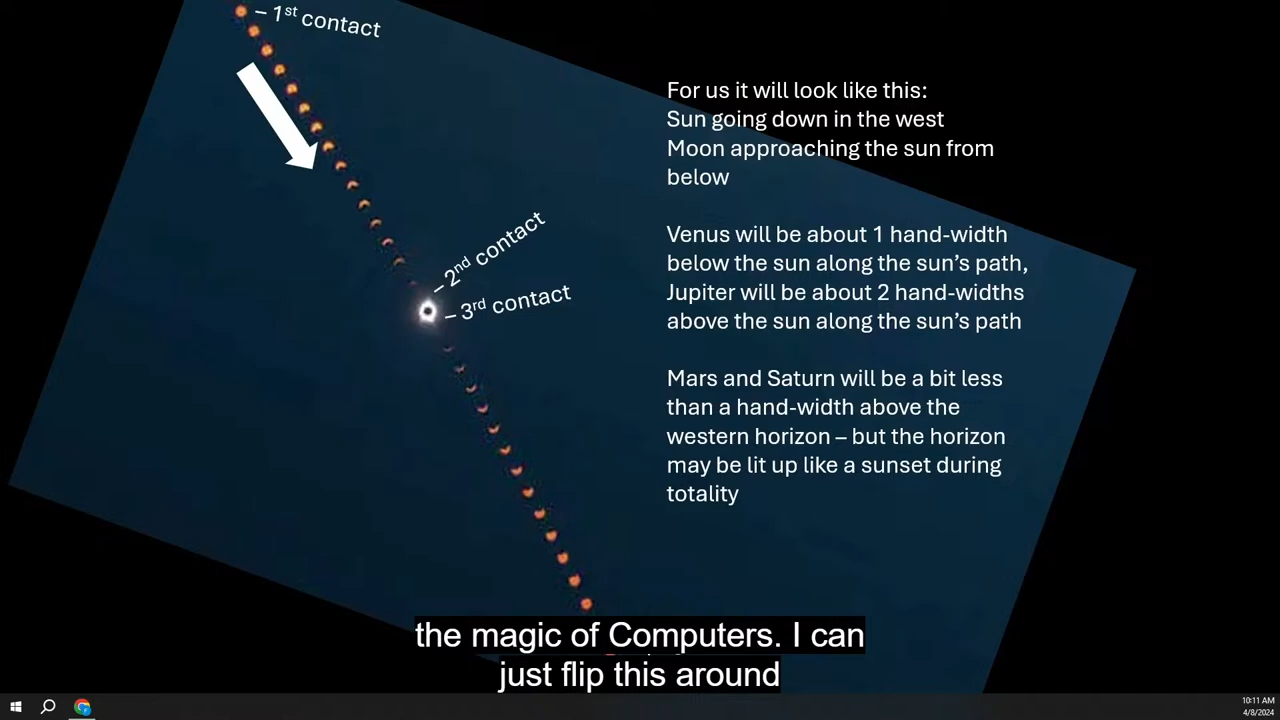 – 1st contact
For us it will look like this:
Sun going down in the west
Moon approaching the sun from
below
– 2nd contact
– 3rd contact
Venus will be about 1 hand-width
below the sun along the sun’s path,
Jupiter will be about 2 hand-widths
above the sun along the sun’s path
Mars and Saturn will be a bit less
than a hand-width above the
western horizon – but the horizon
may be lit up like a sunset during
totality
the magic of Computers. I can
just flip this around
10:11 AM
4/8/2024